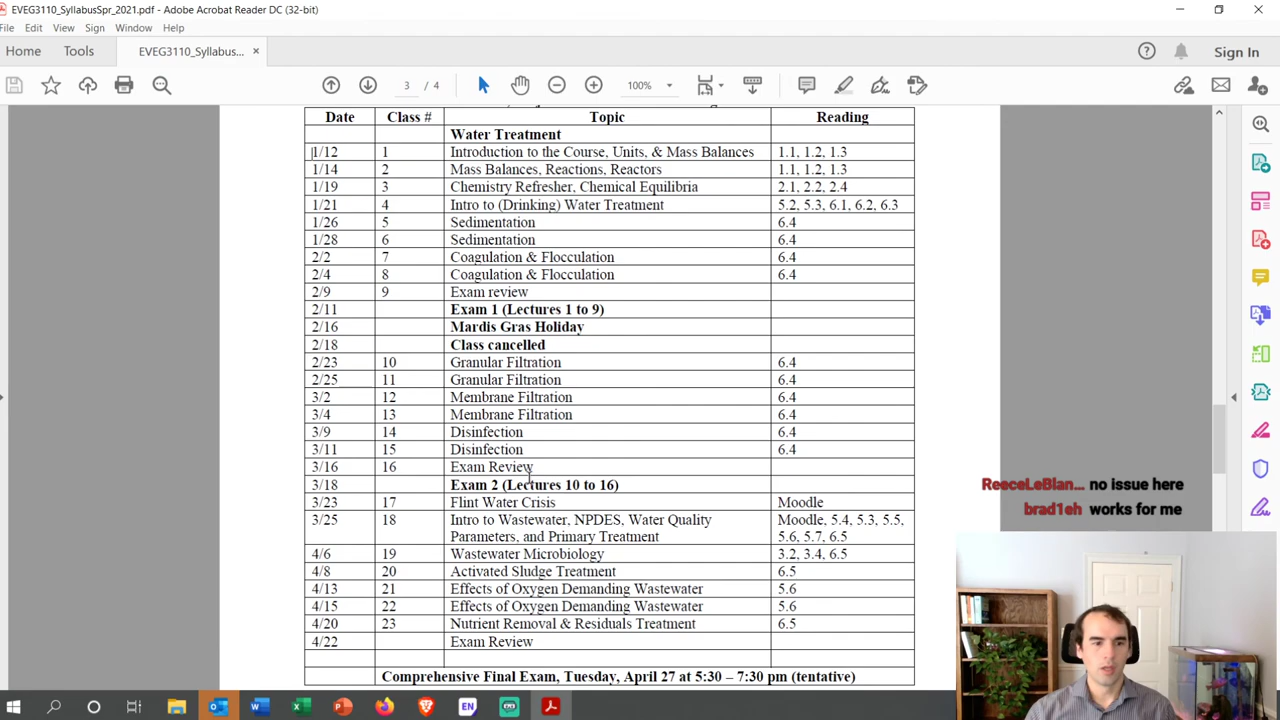 EVEG3110_SyllabusSpr_2021.pdf - Adobe Acrobat Reader DC (32-bit)
File Edit View Sign Window Help
Home Tools EVEG3110_Syllabus... × Sign In
3 / 4 100%
Date Class # Topic Reading
Water Treatment
1/12 1 Introduction to the Course, Units, & Mass Balances 1.1, 1.2, 1.3
1/14 2 Mass Balances, Reactions, Reactors 1.1, 1.2, 1.3
1/19 3 Chemistry Refresher, Chemical Equilibria 2.1, 2.2, 2.4
1/21 4 Intro to (Drinking) Water Treatment 5.2, 5.3, 6.1, 6.2, 6.3
1/26 5 Sedimentation 6.4
1/28 6 Sedimentation 6.4
2/2 7 Coagulation & Flocculation 6.4
2/4 8 Coagulation & Flocculation 6.4
2/9 9 Exam review
2/11 Exam 1 (Lectures 1 to 9)
2/16 Mardis Gras Holiday
2/18 Class cancelled
2/23 10 Granular Filtration 6.4
2/25 11 Granular Filtration 6.4
3/2 12 Membrane Filtration 6.4
3/4 13 Membrane Filtration 6.4
3/9 14 Disinfection 6.4
3/11 15 Disinfection 6.4
3/16 16 Exam Review
3/18 Exam 2 (Lectures 10 to 16)
3/23 17 Flint Water Crisis Moodle
3/25 18 Intro to Wastewater, NPDES, Water Quality Moodle, 5.4, 5.3, 5.5,
Parameters, and Primary Treatment 5.6, 5.7, 6.5
4/6 19 Wastewater Microbiology 3.2, 3.4, 6.5
4/8 20 Activated Sludge Treatment 6.5
4/13 21 Effects of Oxygen Demanding Wastewater 5.6
4/15 22 Effects of Oxygen Demanding Wastewater 5.6
4/20 23 Nutrient Removal & Residuals Treatment 6.5
4/22 Exam Review
Comprehensive Final Exam, Tuesday, April 27 at 5:30 – 7:30 pm (tentative)
ReeceLeBlan... no issue here
brad1eh works for me